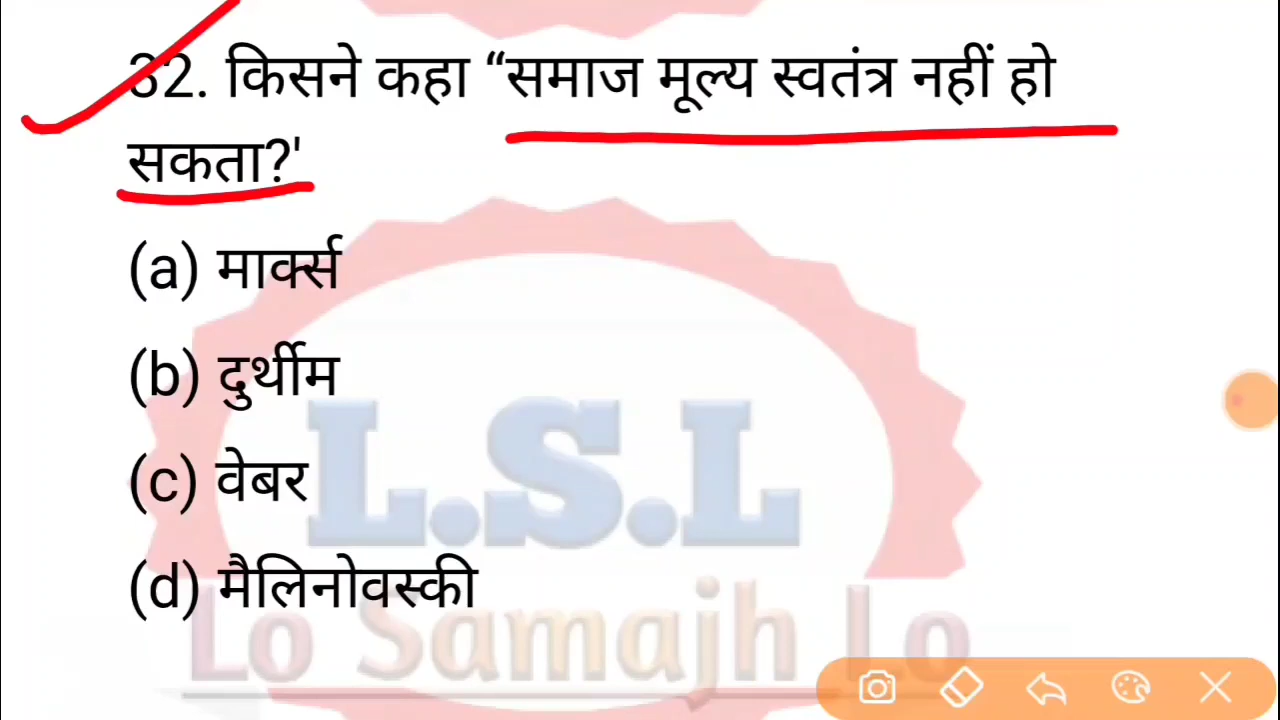 32. किसने कहा “समाज मूल्य स्वतंत्र नहीं हो
सकता?'
(a) मार्क्स
(b) दुर्थीम
(c) वेबर
(d) मैलिनोवस्की
L.S.L
Lo Samajh Lo